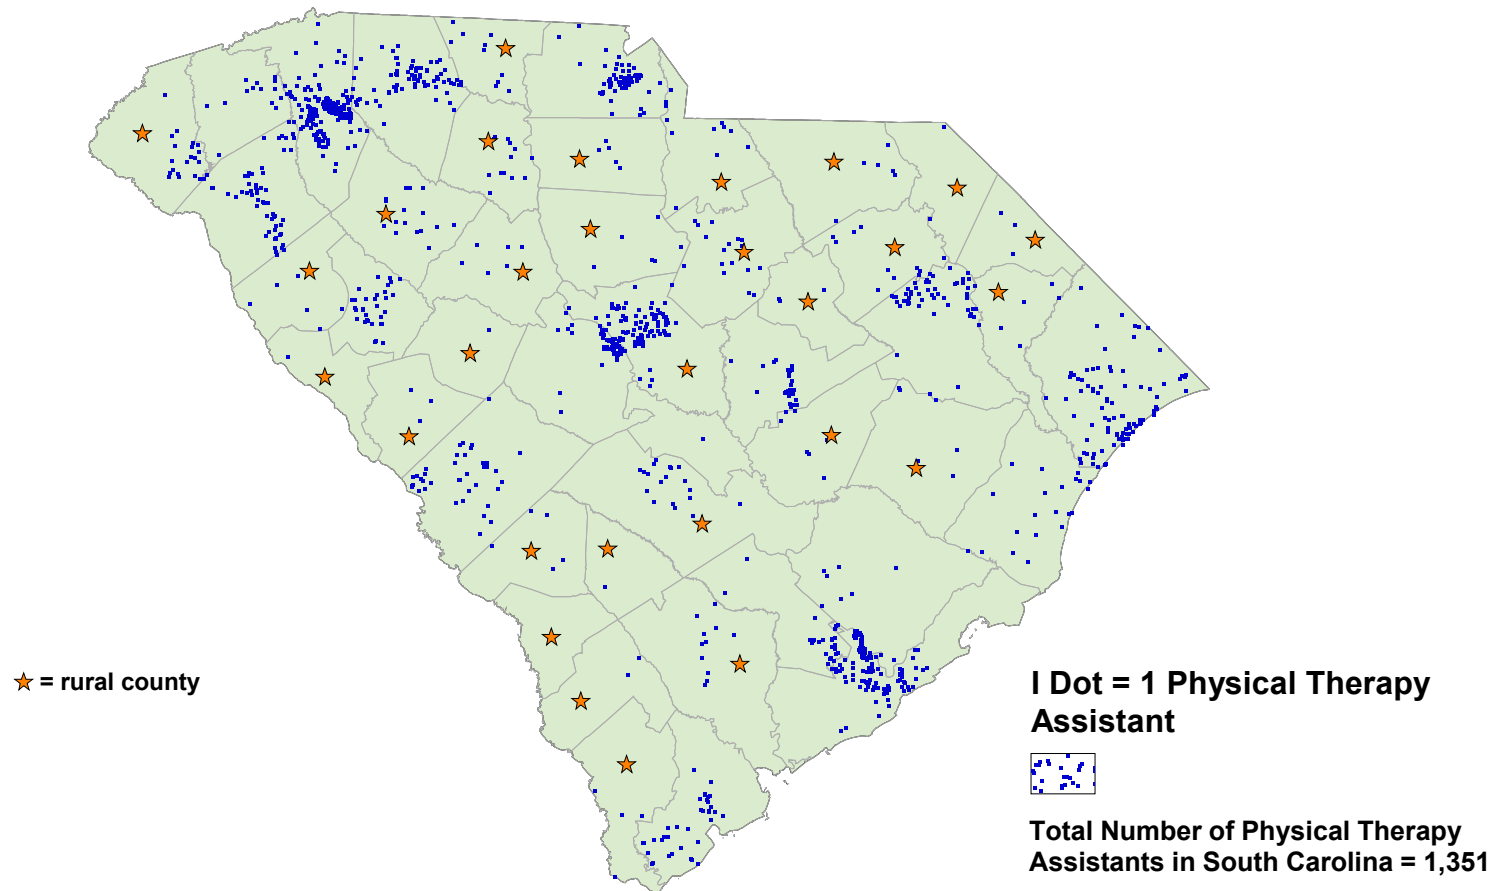 = rural county
I Dot = 1 Physical Therapy
Assistant
Total Number of Physical Therapy
Assistants in South Carolina = 1,351